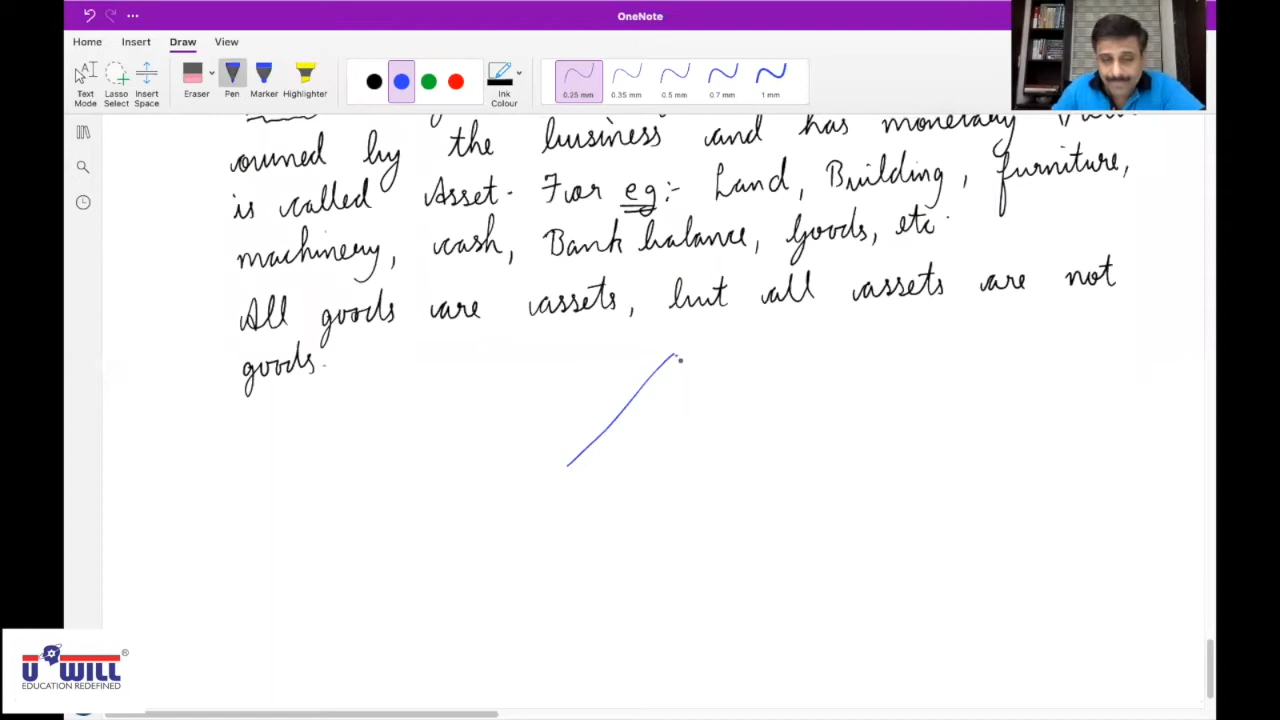 OneNote
Home Insert Draw View
Text Mode Lasso Select Insert Space Eraser Pen Marker Highlighter Ink Colour 0.25 mm 0.35 mm 0.5 mm 0.7 mm 1 mm
owned by the business and has monetary
is called Asset. For eg:- Land, Building, furniture,
machinery, cash, Bank balance, Goods, etc.
All goods are assets, but all assets are not
goods.
U WILL ®
EDUCATION REDEFINED